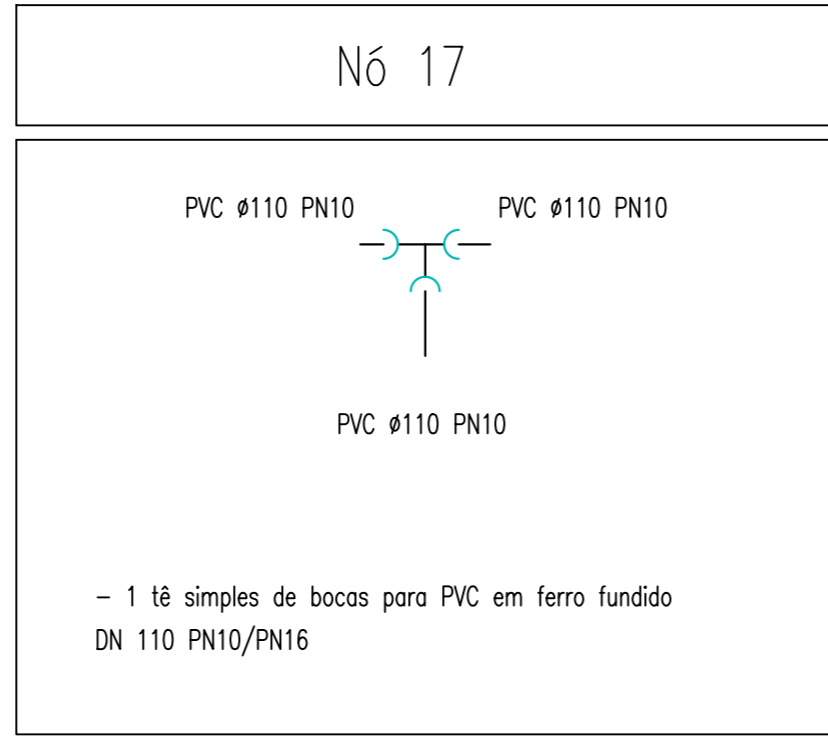 Nó 17
PVC ø110 PN10
PVC ø110 PN10
PVC ø110 PN10
– 1 tê simples de bocas para PVC em ferro fundido
DN 110 PN10/PN16